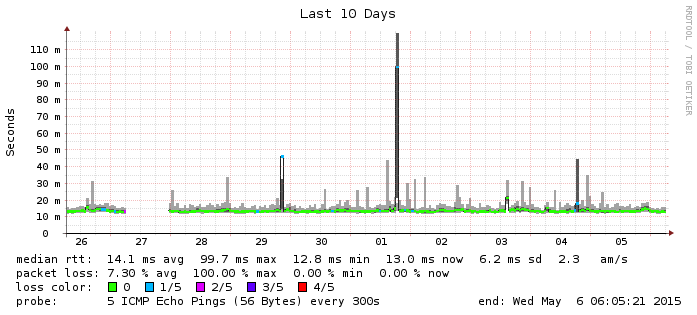 Last 10 Days
RRDTOOL / TOBI OETIKER
Seconds
110 m
100 m
90 m
80 m
70 m
60 m
50 m
40 m
30 m
20 m
10 m
0
26 27 28 29 30 01 02 03 04 05
median rtt: 14.1 ms avg 99.7 ms max 12.8 ms min 13.0 ms now 6.2 ms sd 2.3 am/s
packet loss: 7.30 % avg 100.00 % max 0.00 % min 0.00 % now
loss color: 0 1/5 2/5 3/5 4/5
probe: 5 ICMP Echo Pings (56 Bytes) every 300s end: Wed May 6 06:05:21 2015